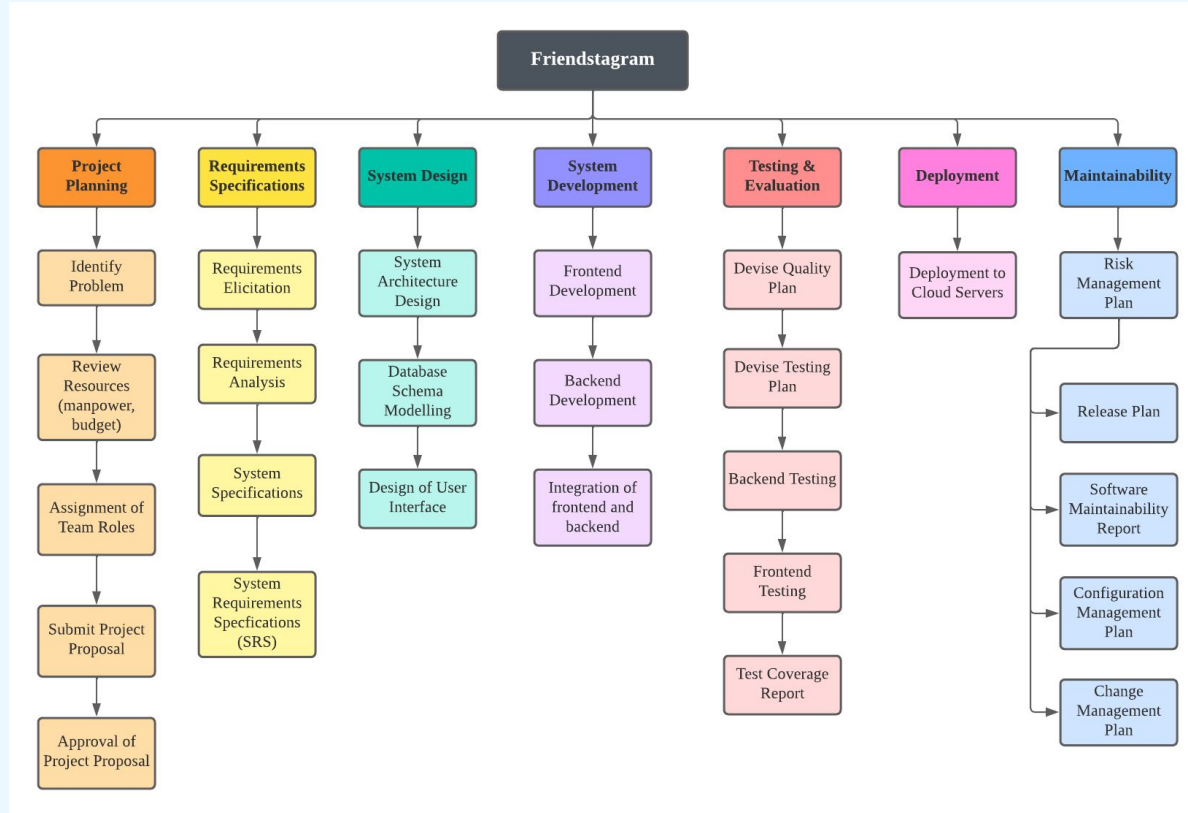 Friendstagram
Project
Planning
Identify
Problem
Review
Resources
(manpower,
budget)
Assignment of
Team Roles
Submit Project
Proposal
Approval of
Project Proposal
Requirements
Specifications
Requirements
Elicitation
Requirements
Analysis
System
Specifications
System
Requirements
Specfications
(SRS)
System Design
System
Architecture
Design
Database
Schema
Modelling
Design of User
Interface
System
Development
Frontend
Development
Backend
Development
Integration of
frontend and
backend
Testing &
Evaluation
Devise Quality
Plan
Devise Testing
Plan
Backend Testing
Frontend
Testing
Test Coverage
Report
Deployment
Deployment to
Cloud Servers
Maintainability
Risk
Management
Plan
Release Plan
Software
Maintainability
Report
Configuration
Management
Plan
Change
Management
Plan